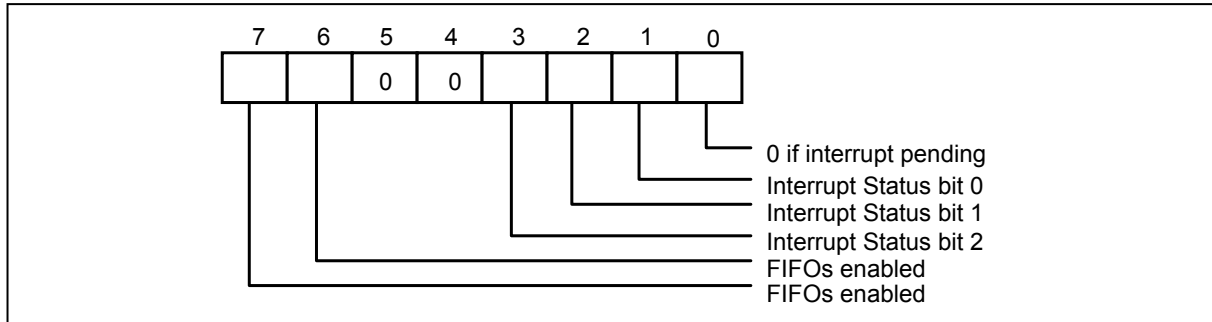 7 6 5 4 3 2 1 0
0 0
0 if interrupt pending
Interrupt Status bit 0
Interrupt Status bit 1
Interrupt Status bit 2
FIFOs enabled
FIFOs enabled